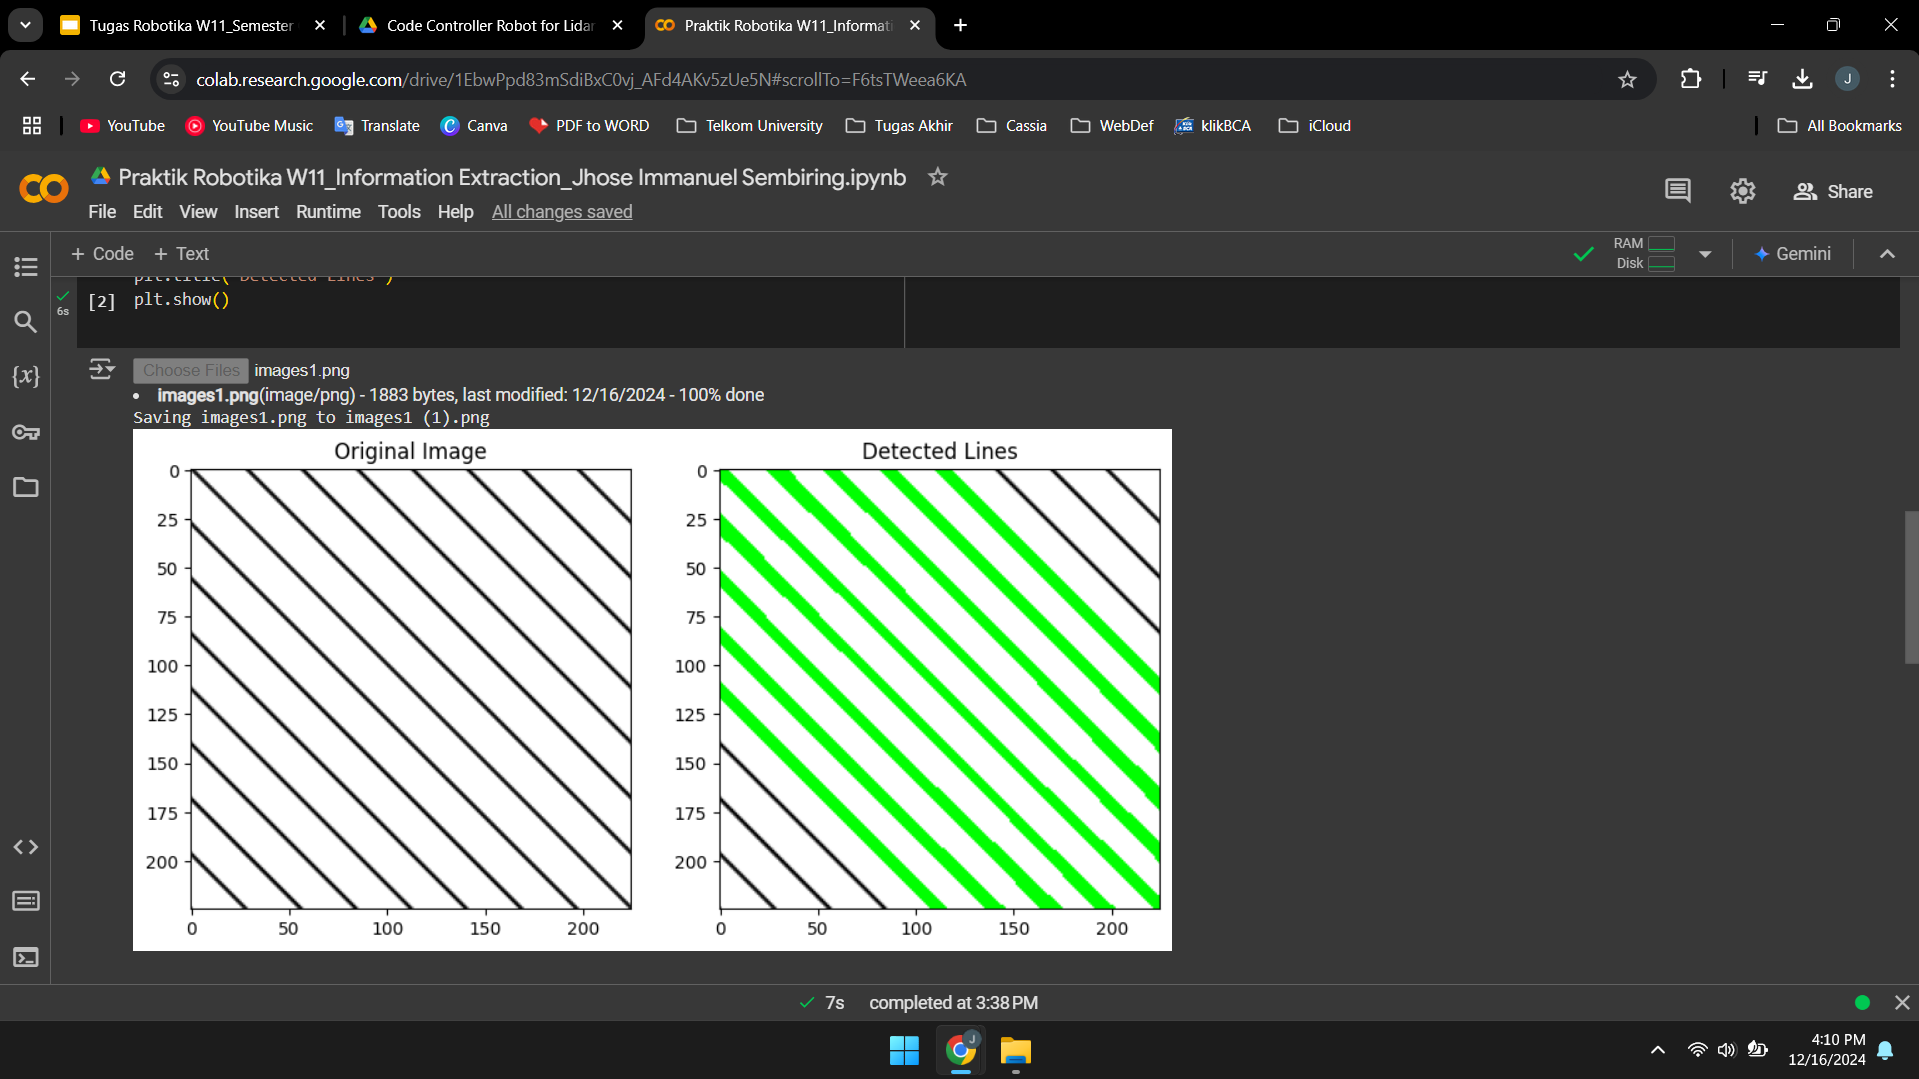 Tugas Robotika W11_Semester
Code Controller Robot for Lidar
Praktik Robotika W11_Informati
colab.research.google.com/drive/1EbwPpd83mSdiBxC0vj_AFd4AKv5zUe5N#scrollTo=F6tsTWeea6KA
J
YouTube
YouTube Music
Translate
Canva
PDF to WORD
Telkom University
Tugas Akhir
Cassia
WebDef
klikBCA
iCloud
All Bookmarks
Praktik Robotika W11_Information Extraction_Jhose Immanuel Sembiring.ipynb
Share
File Edit View Insert Runtime Tools Help All changes saved
+ Code + Text
RAM
Disk
Gemini
plt.title('Detected Lines')
[2] plt.show()
6s
{x}
Choose Files images1.png
• images1.png(image/png) - 1883 bytes, last modified: 12/16/2024 - 100% done
Saving images1.png to images1 (1).png
Original Image
0
25
50
75
100
125
150
175
200
0 50 100 150 200
Detected Lines
0
25
50
75
100
125
150
175
200
0 50 100 150 200
7s completed at 3:38 PM
J
4:10 PM
12/16/2024